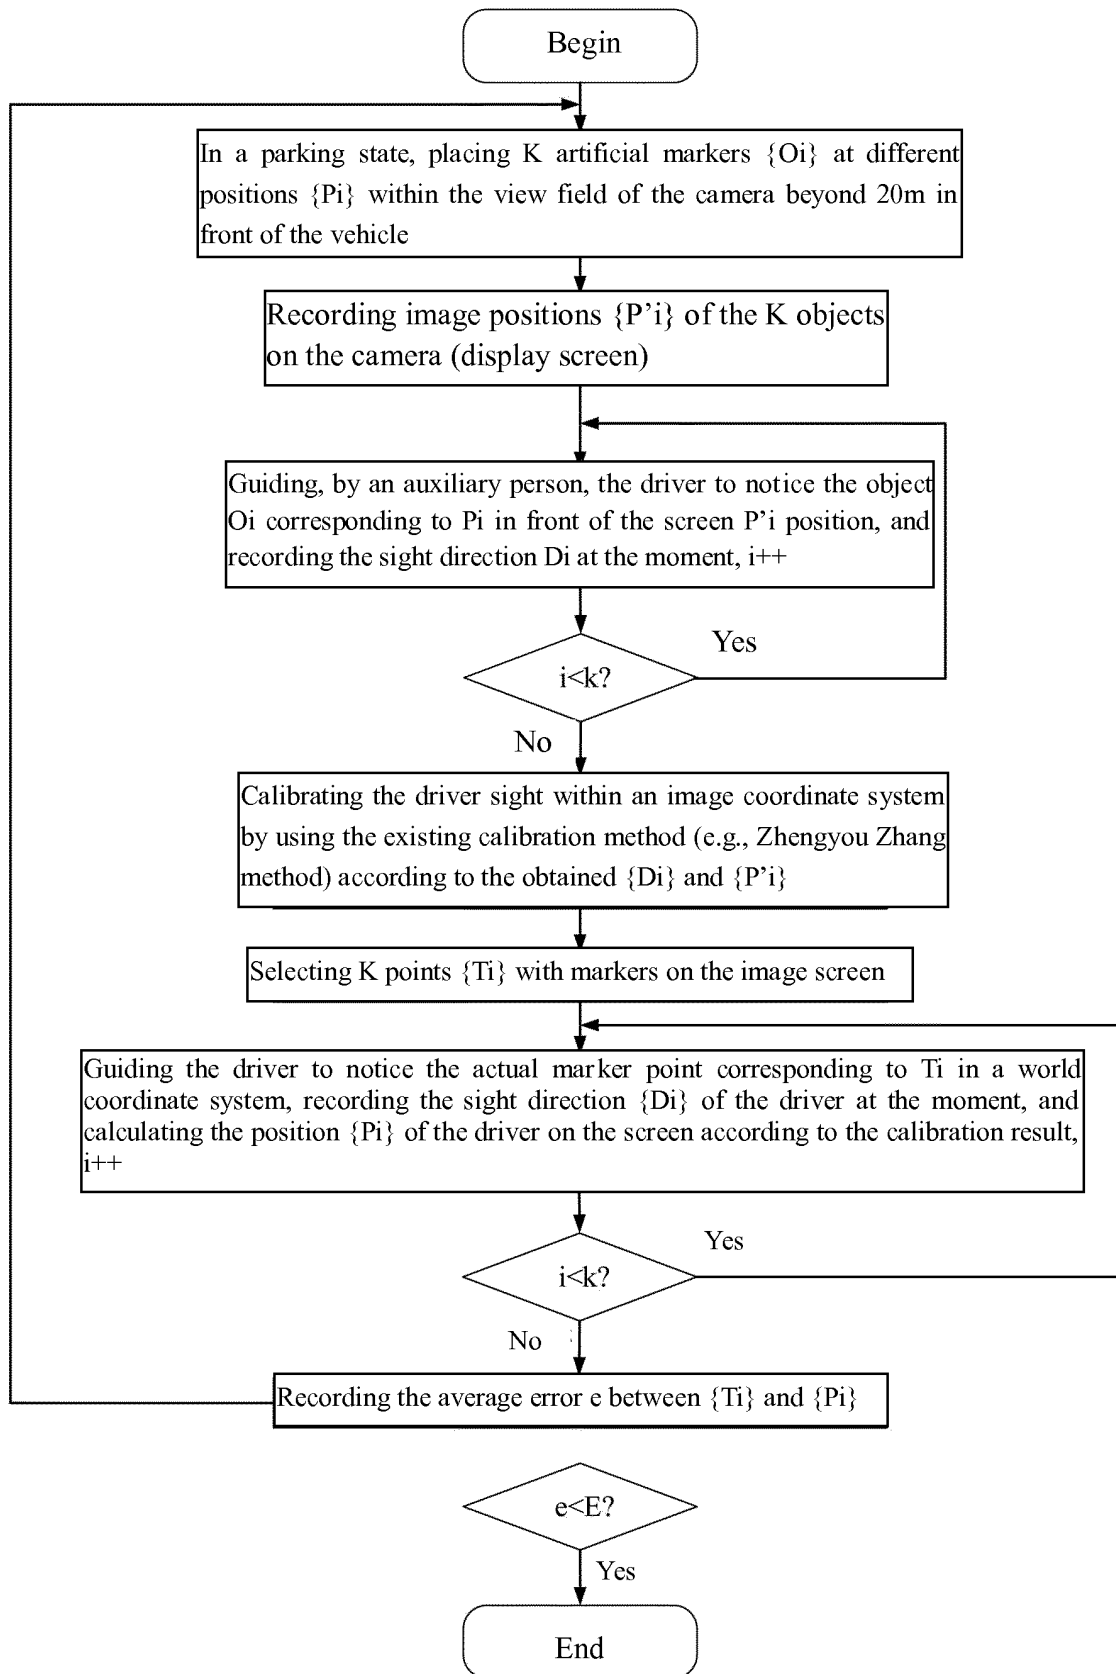 Begin
In a parking state, placing K artificial markers {Oi} at different
positions {Pi} within the view field of the camera beyond 20m in
front of the vehicle
Recording image positions {P’i} of the K objects
on the camera (display screen)
Guiding, by an auxiliary person, the driver to notice the object
Oi corresponding to Pi in front of the screen P’i position, and
recording the sight direction Di at the moment, i++
Yes
i<k?
No
Calibrating the driver sight within an image coordinate system
by using the existing calibration method (e.g., Zhengyou Zhang
method) according to the obtained {Di} and {P’i}
Selecting K points {Ti} with markers on the image screen
Guiding the driver to notice the actual marker point corresponding to Ti in a world
coordinate system, recording the sight direction {Di} of the driver at the moment, and
calculating the position {Pi} of the driver on the screen according to the calibration result,
i++
Yes
i<k?
No
Recording the average error e between {Ti} and {Pi}
e<E?
Yes
End